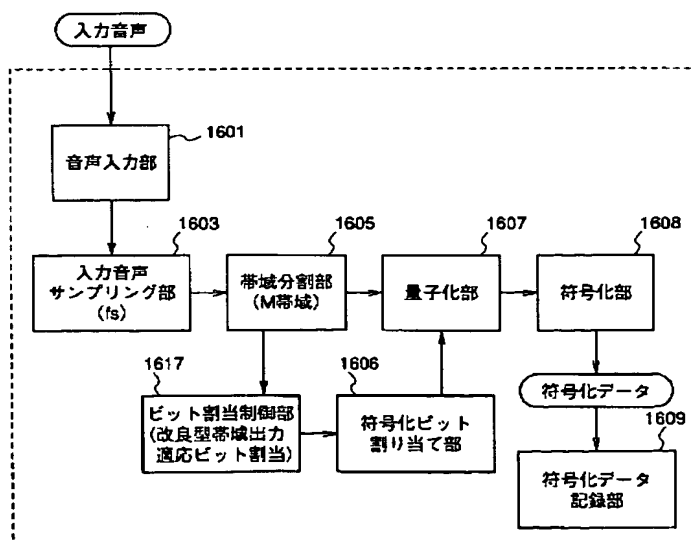 入力音声
1601
音声入力部
1603
入力音声
サンプリング部
(fs)
1605
帯域分割部
(M帯域)
1607
量子化部
1608
符号化部
1617
ビット割当制御部
(改良型帯域出力
適応ビット割当)
1606
符号化ビット
割り当て部
符号化データ
1609
符号化データ
記録部